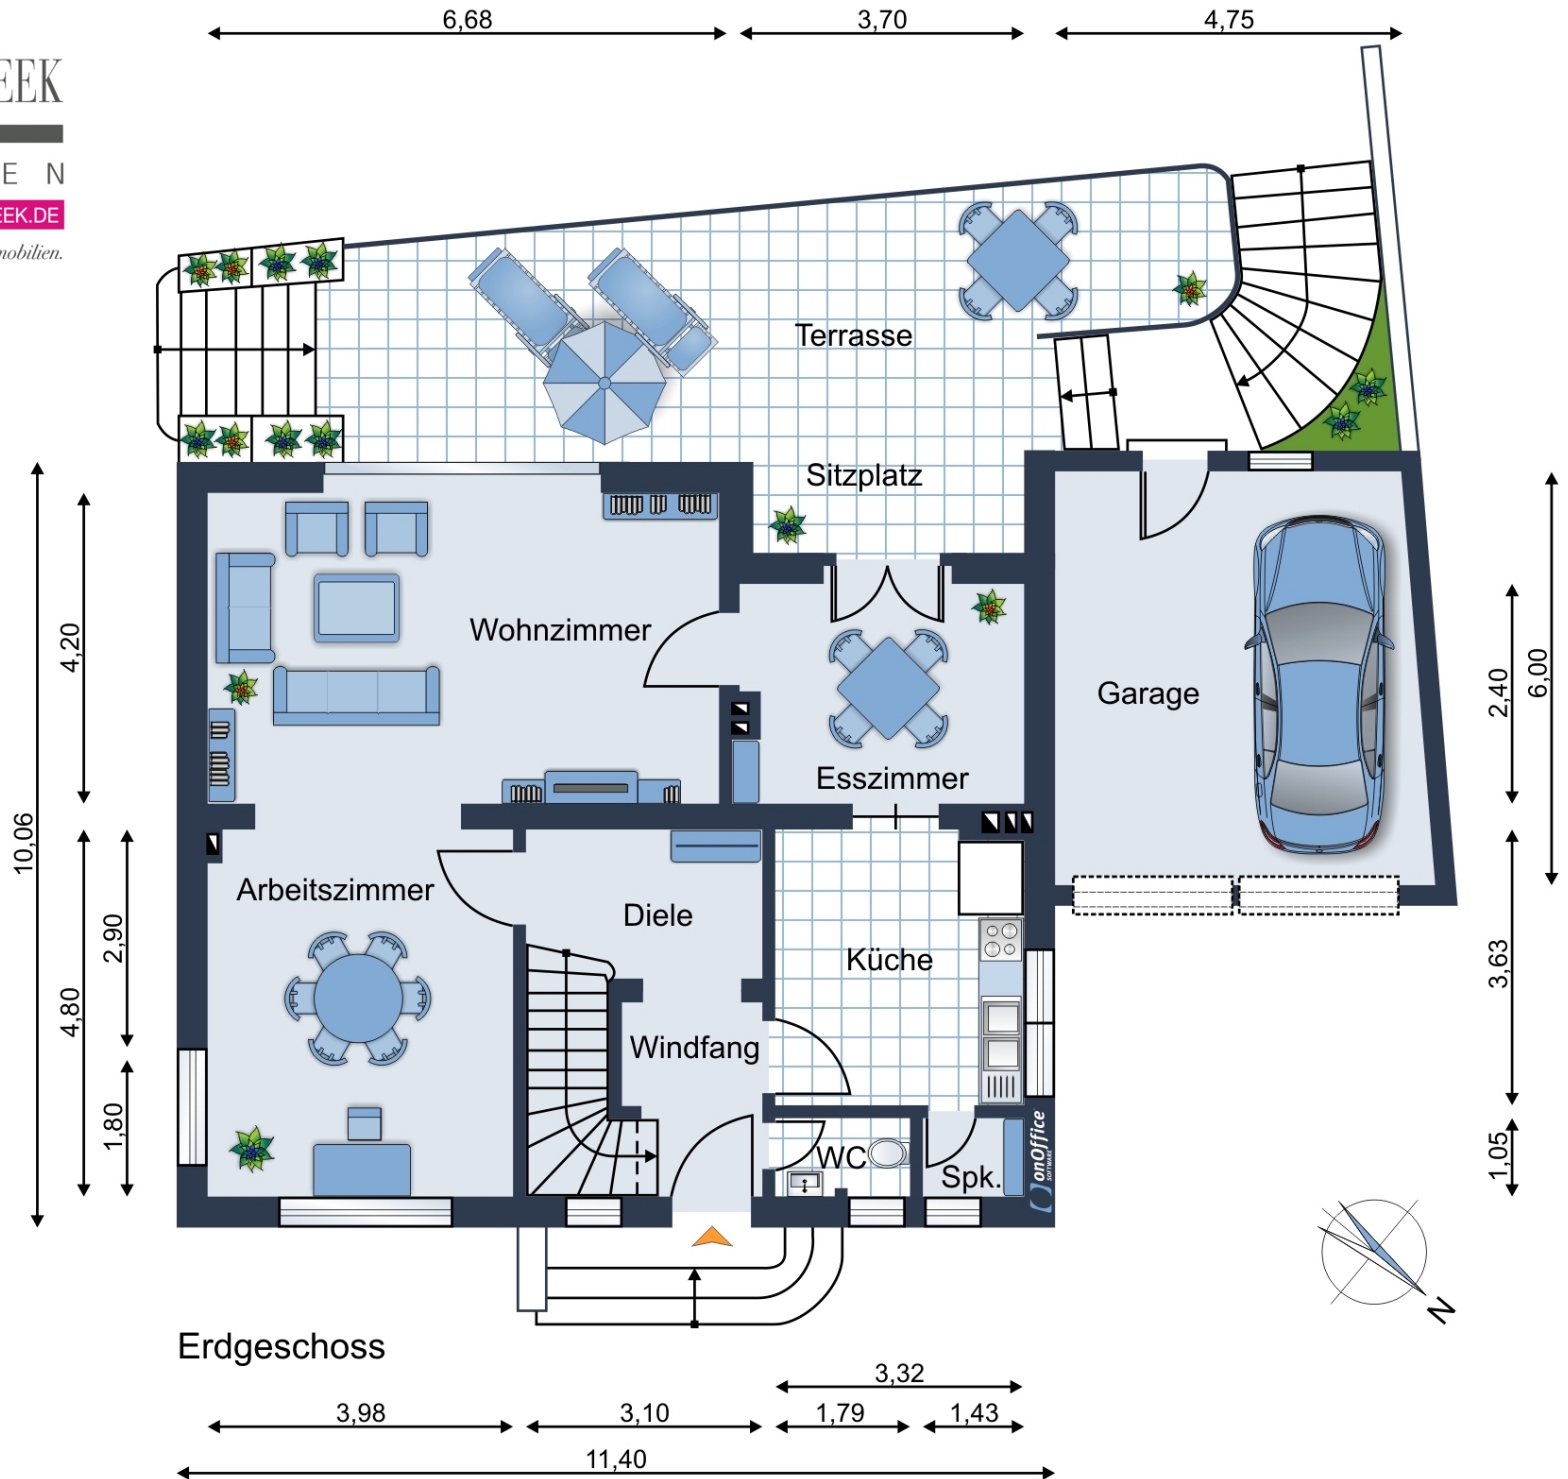 6,68
3,70
4,75
EEK
E N
EEK.DE
Terrasse
Sitzplatz
Wohnzimmer
Esszimmer
Garage
Arbeitszimmer
Diele
Küche
Windfang
WC
Spk.
onOffice
SOFTWARE
10,06
4,20
4,80
2,90
1,80
2,40
6,00
3,63
1,05
N
Erdgeschoss
3,32
3,98
3,10
1,79
1,43
11,40